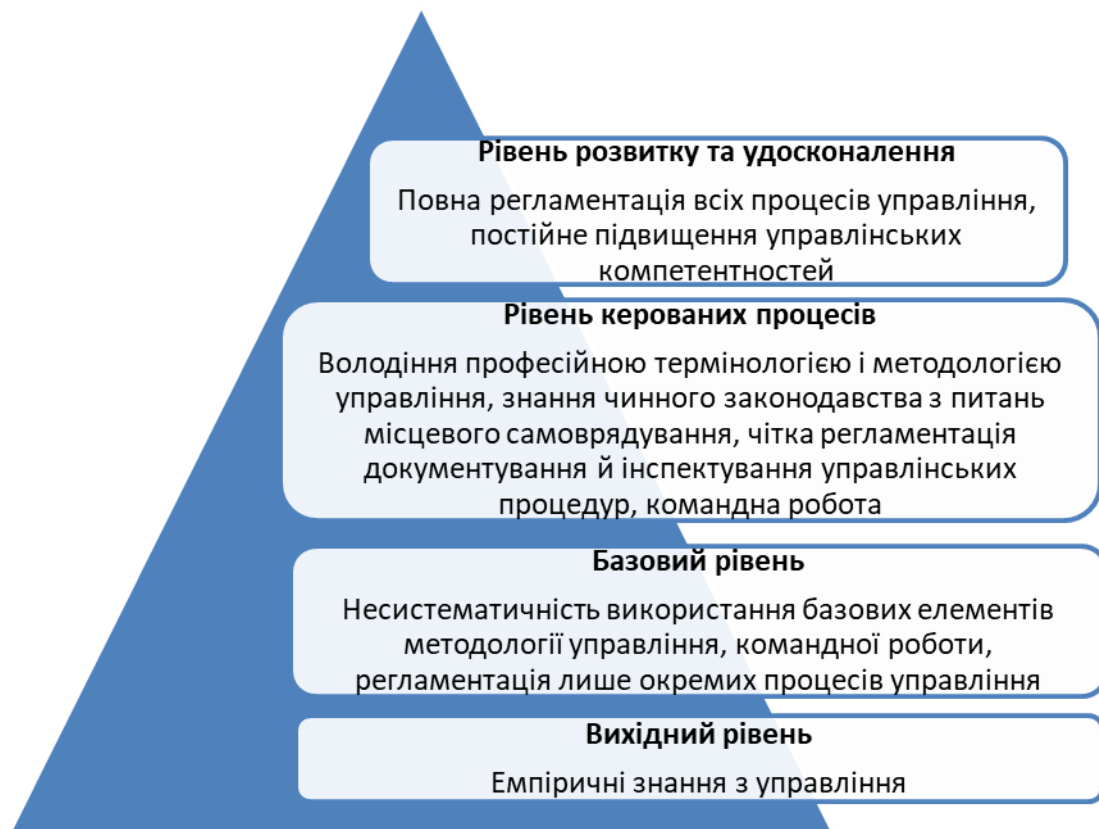 Рівень розвитку та удосконалення
Повна регламентація всіх процесів управління,
постійне підвищення управлінських
компетентностей
Рівень керованих процесів
Володіння професійною термінологією і методологією
управління, знання чинного законодавства з питань
місцевого самоврядування, чітка регламентація
документування й інспектування управлінських
процедур, командна робота
Базовий рівень
Несистематичність використання базових елементів
методології управління, командної роботи,
регламентація лише окремих процесів управління
Вихідний рівень
Емпіричні знання з управління